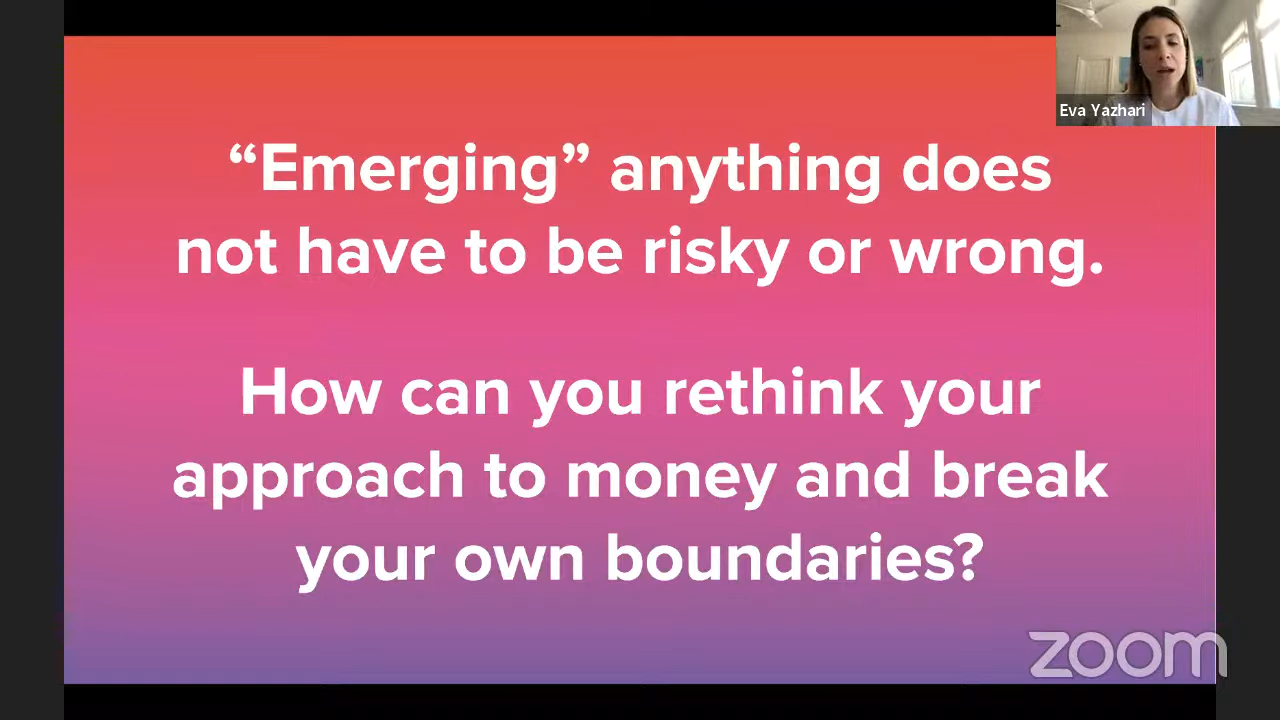 Eva Yazhari
“Emerging” anything does
not have to be risky or wrong.
How can you rethink your
approach to money and break
your own boundaries?
zoom